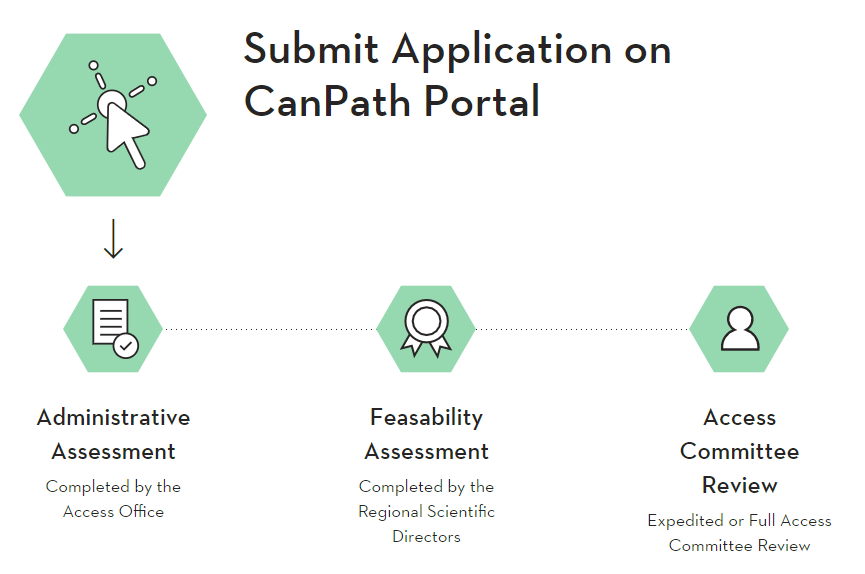 Submit Application on
CanPath Portal
Administrative
Assessment
Completed by the
Access Office
Feasability
Assessment
Completed by the
Regional Scientific
Directors
Access
Committee
Review
Expedited or Full Access
Committee Review